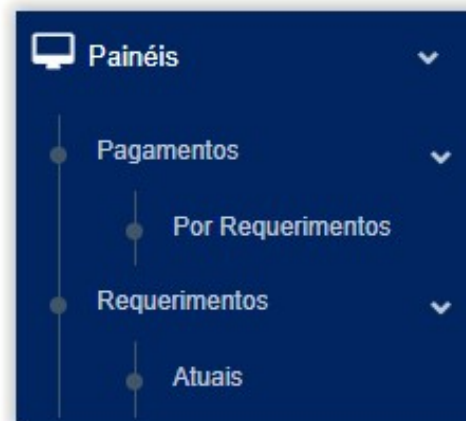 Painéis
Pagamentos
Por Requerimentos
Requerimentos
Atuais